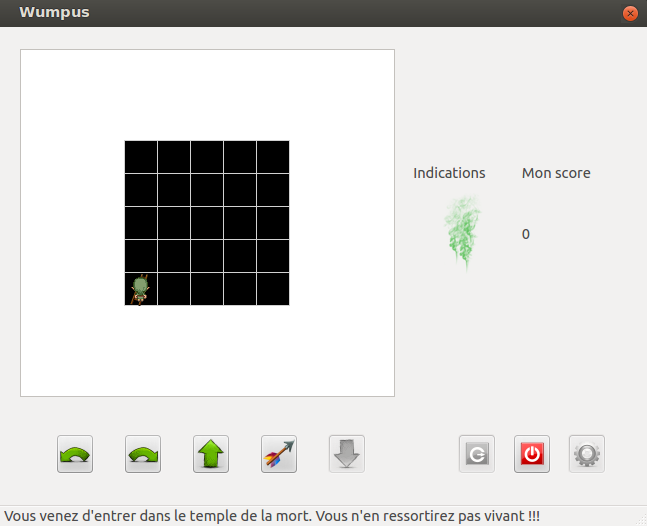 Wumpus
Indications
Mon score
0
Vous venez d'entrer dans le temple de la mort. Vous n'en ressortirez pas vivant !!!